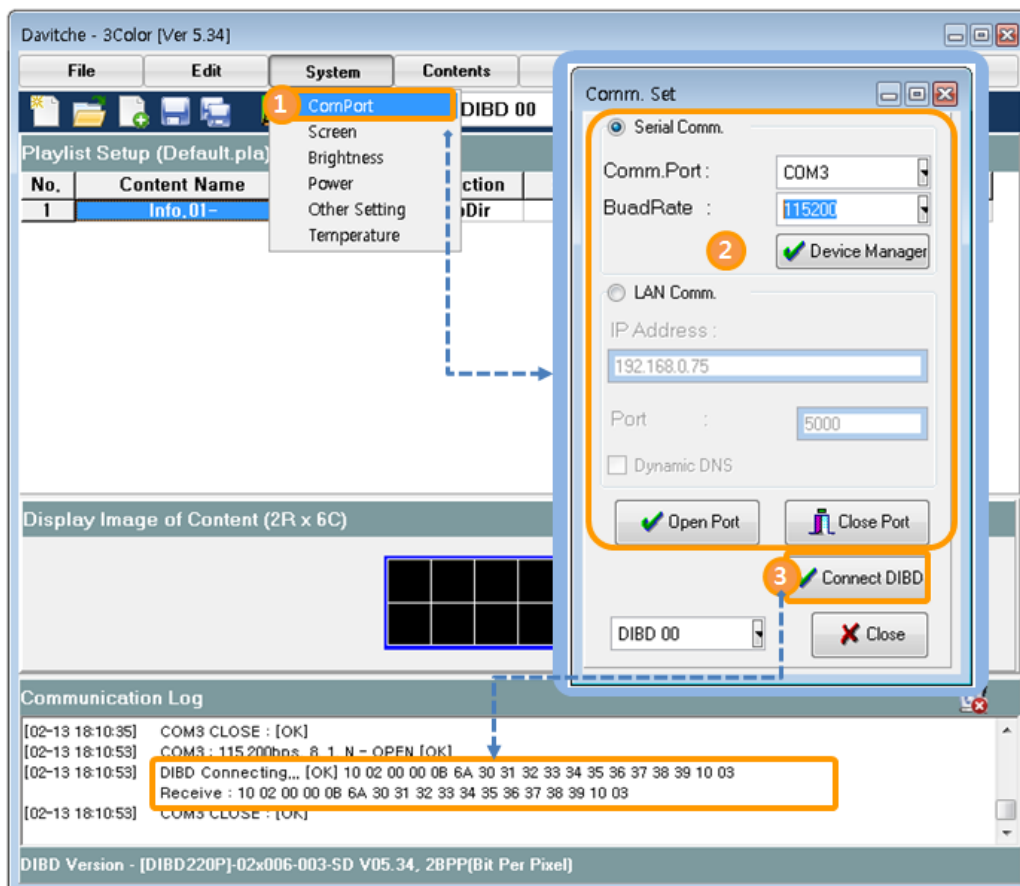 Davitche - 3Color [Ver 5.34]
File Edit System Contents
1 ComPort DIBD 00
Screen
Brightness
Power
Other Setting
Temperature
Playlist Setup (Default.pla)
No. Content Name ction
1 Info.01- Dir
Comm. Set
Serial Comm.
Comm.Port : COM3
BuadRate : 115200
2 Device Manager
LAN Comm.
IP Address :
192.168.0.75
Port : 5000
Dynamic DNS
Open Port Close Port
3 Connect DIBD
DIBD 00 Close
Display Image of Content (2R x 6C)
Communication Log
[02-13 18:10:35] COM3 CLOSE : [OK]
[02-13 18:10:53] COM3 : 115,200bps, 8, 1, N - OPEN [OK]
[02-13 18:10:53] DIBD Connecting,,, [OK] 10 02 00 00 0B 6A 30 31 32 33 34 35 36 37 38 39 10 03
Receive : 10 02 00 00 0B 6A 30 31 32 33 34 35 36 37 38 39 10 03
[02-13 18:10:53] COM3 CLOSE : [OK]
DIBD Version - [DIBD220P]-02x006-003-SD V05.34, 2BPP(Bit Per Pixel)